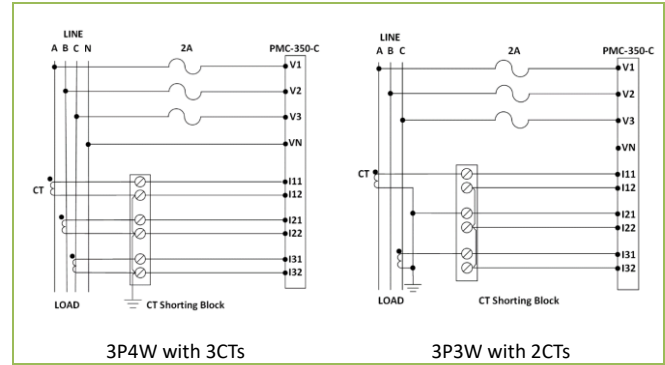 LINE
A B C N 2A PMC-350-C
V1
V2
V3
VN
CT
I11
I12
I21
I22
I31
I32
LOAD CT Shorting Block
3P4W with 3CTs
LINE
A B C 2A PMC-350-C
V1
V2
V3
VN
CT
I11
I12
I21
I22
I31
I32
LOAD CT Shorting Block
3P3W with 2CTs